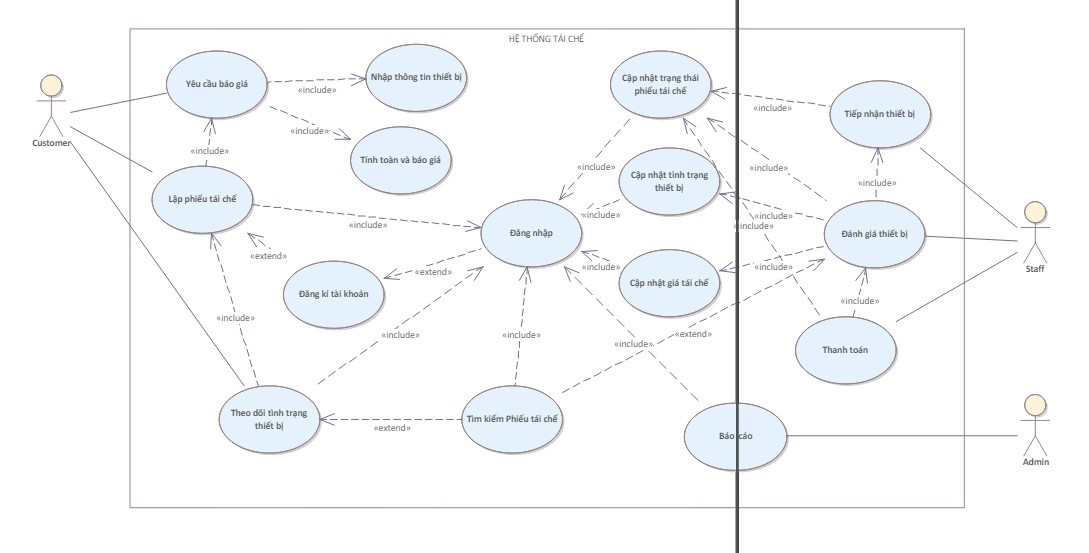 HỆ THỐNG TÁI CHẾ
Yêu cầu báo giá
Nhập thông tin thiết bị
«include»
«include»
Tính toán và báo giá
Customer
«include»
Lập phiếu tái chế
«include»
«extend»
Đăng kí tài khoản
«extend»
Đăng nhập
Cập nhật trạng thái
phiếu tái chế
«include»
Tiếp nhận thiết bị
«include»
«include»
«include»
Cập nhật tình trạng
thiết bị
«include»
«include»
«include»
Đánh giá thiết bị
Staff
«include»
Cập nhật giá tái chế
«include»
«include»
Thanh toán
«include»
«include»
«include»
«include»
«extend»
Theo dõi tình trạng
thiết bị
«extend»
Tìm kiếm Phiếu tái chế
Báo cáo
Admin